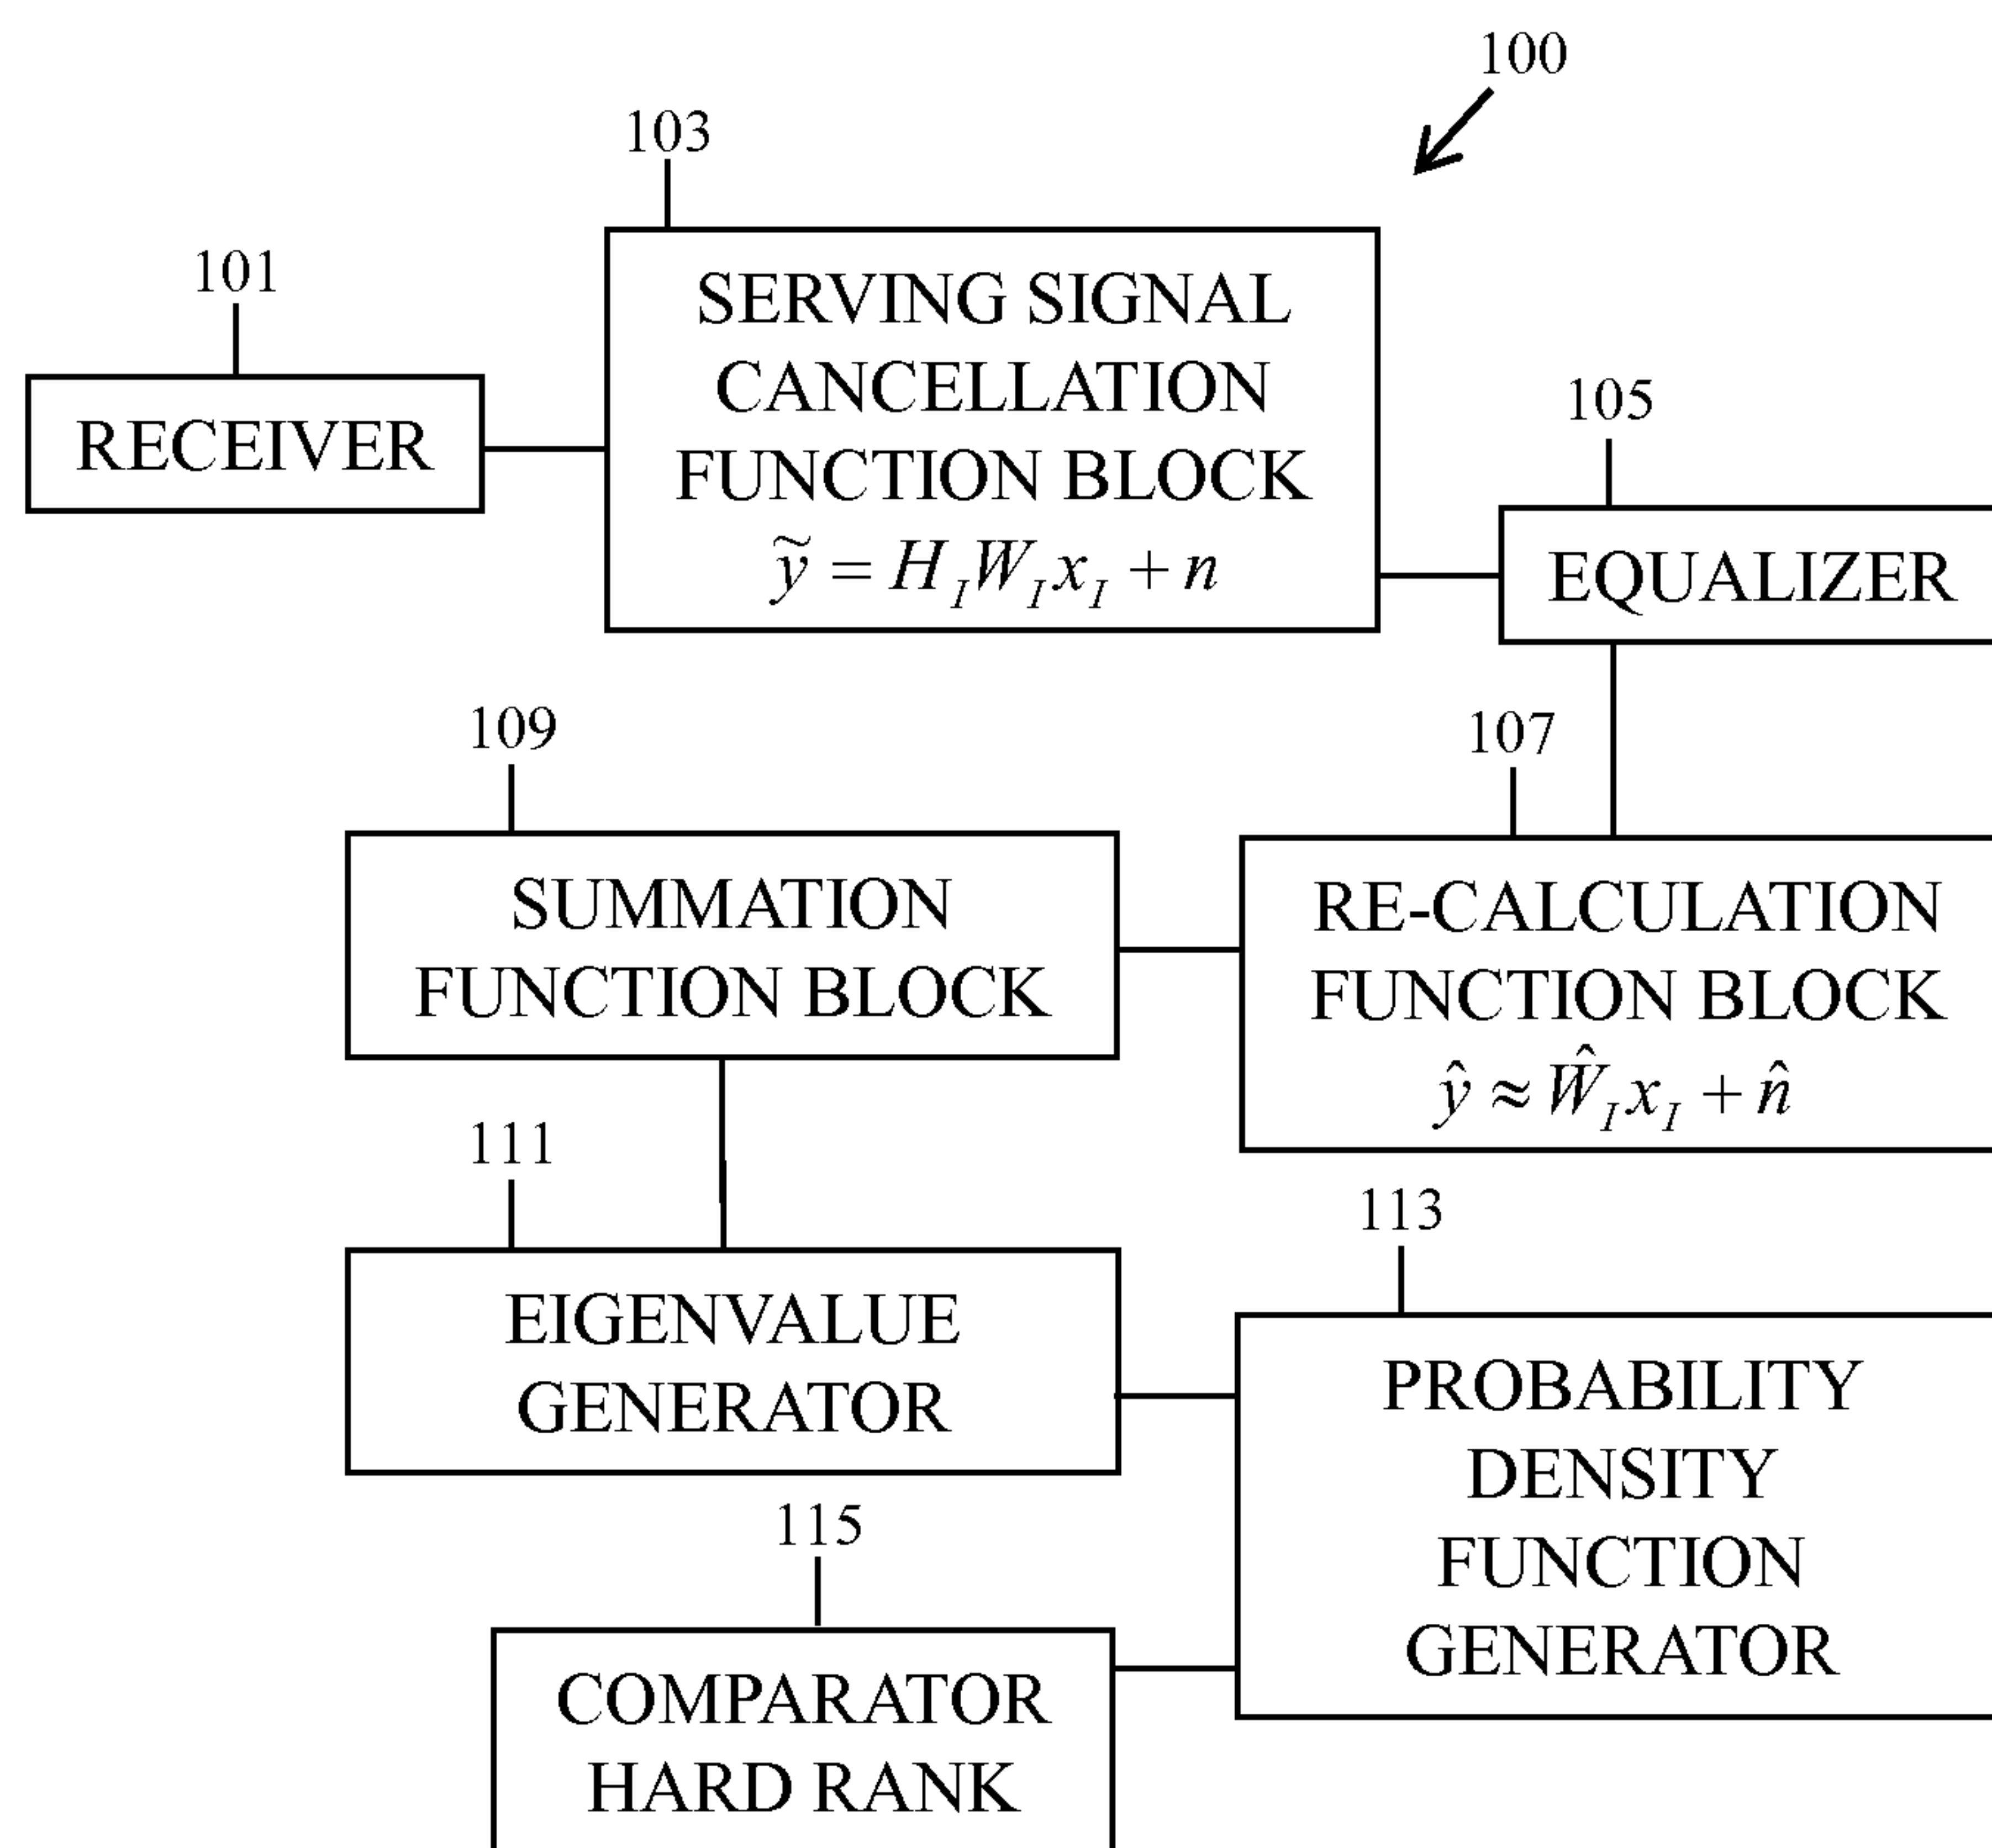 100
103
101
SERVING SIGNAL
CANCELLATION
FUNCTION BLOCK
ỹ = H_I W_I x_I + n
RECEIVER
105
EQUALIZER
109
107
SUMMATION
FUNCTION BLOCK
RE-CALCULATION
FUNCTION BLOCK
ŷ ≈ Ŵ_I x_I + n̂
111
113
EIGENVALUE
GENERATOR
PROBABILITY
DENSITY
FUNCTION
GENERATOR
115
COMPARATOR
HARD RANK